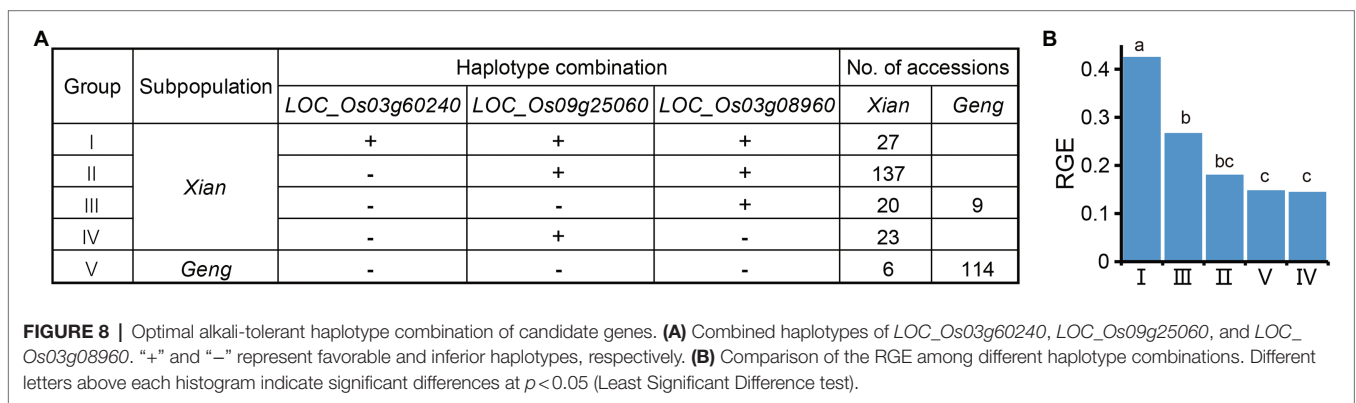 A
Group Subpopulation Haplotype combination No. of accessions
LOC_Os03g60240 LOC_Os09g25060 LOC_Os03g08960 Xian Geng
Ⅰ Xian + + + 27
Ⅱ - + + 137
Ⅲ - - + 20 9
Ⅳ - + - 23
Ⅴ Geng - - - 6 114
B
RGE
0.4
0.3
0.2
0.1
0
a
b
bc
c
c
Ⅰ Ⅲ Ⅱ Ⅴ Ⅳ
FIGURE 8 | Optimal alkali-tolerant haplotype combination of candidate genes. (A) Combined haplotypes of LOC_Os03g60240, LOC_Os09g25060, and LOC_
Os03g08960. “+” and “−” represent favorable and inferior haplotypes, respectively. (B) Comparison of the RGE among different haplotype combinations. Different
letters above each histogram indicate significant differences at p < 0.05 (Least Significant Difference test).